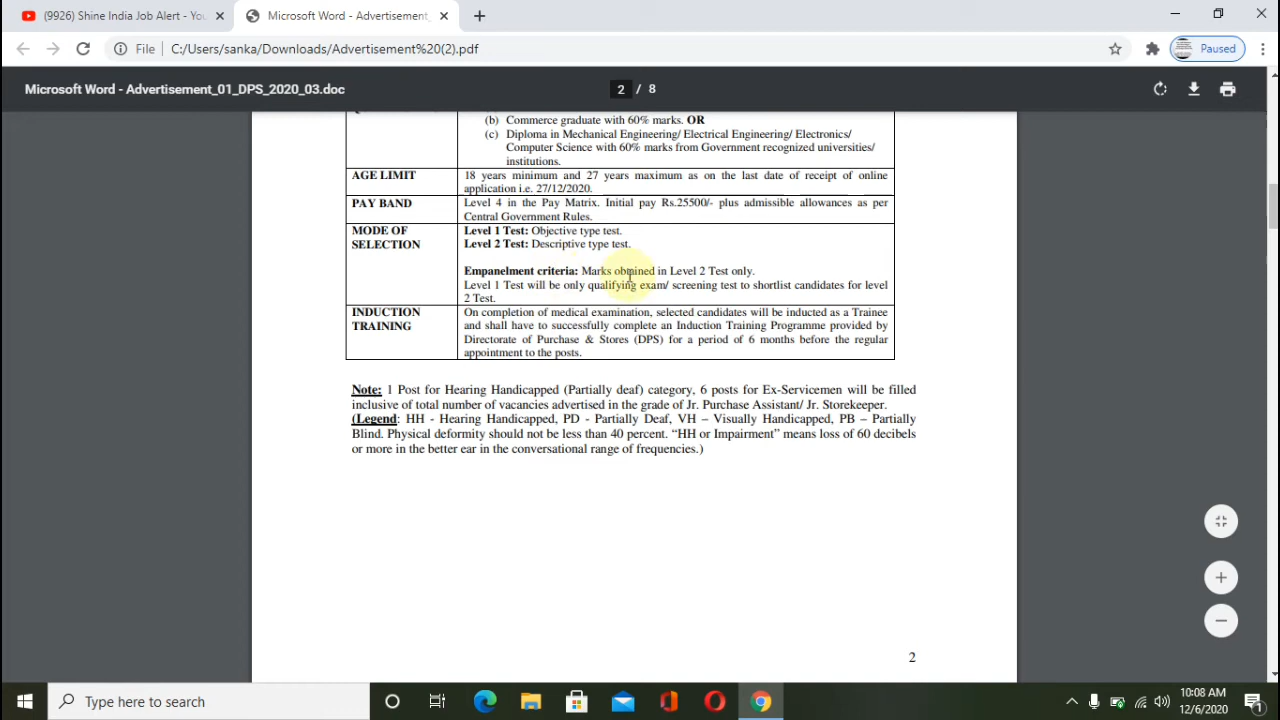 (9926) Shine India Job Alert - You
Microsoft Word - Advertisement_
File
C:/Users/sanka/Downloads/Advertisement%20(2).pdf
Paused
Microsoft Word - Advertisement_01_DPS_2020_03.doc
2 / 8
(b) Commerce graduate with 60% marks. OR
(c) Diploma in Mechanical Engineering/ Electrical Engineering/ Electronics/
Computer Science with 60% marks from Government recognized universities/
institutions.
AGE LIMIT
18 years minimum and 27 years maximum as on the last date of receipt of online
application i.e. 27/12/2020.
PAY BAND
Level 4 in the Pay Matrix. Initial pay Rs.25500/- plus admissible allowances as per
Central Government Rules.
MODE OF
SELECTION
Level 1 Test: Objective type test.
Level 2 Test: Descriptive type test.
Empanelment criteria: Marks obtained in Level 2 Test only.
Level 1 Test will be only qualifying exam/ screening test to shortlist candidates for level
2 Test.
INDUCTION
TRAINING
On completion of medical examination, selected candidates will be inducted as a Trainee
and shall have to successfully complete an Induction Training Programme provided by
Directorate of Purchase & Stores (DPS) for a period of 6 months before the regular
appointment to the posts.
Note: 1 Post for Hearing Handicapped (Partially deaf) category, 6 posts for Ex-Servicemen will be filled
inclusive of total number of vacancies advertised in the grade of Jr. Purchase Assistant/ Jr. Storekeeper.
(Legend: HH - Hearing Handicapped, PD - Partially Deaf, VH – Visually Handicapped, PB – Partially
Blind. Physical deformity should not be less than 40 percent. “HH or Impairment” means loss of 60 decibels
or more in the better ear in the conversational range of frequencies.)
2
Type here to search
10:08 AM
12/6/2020
1